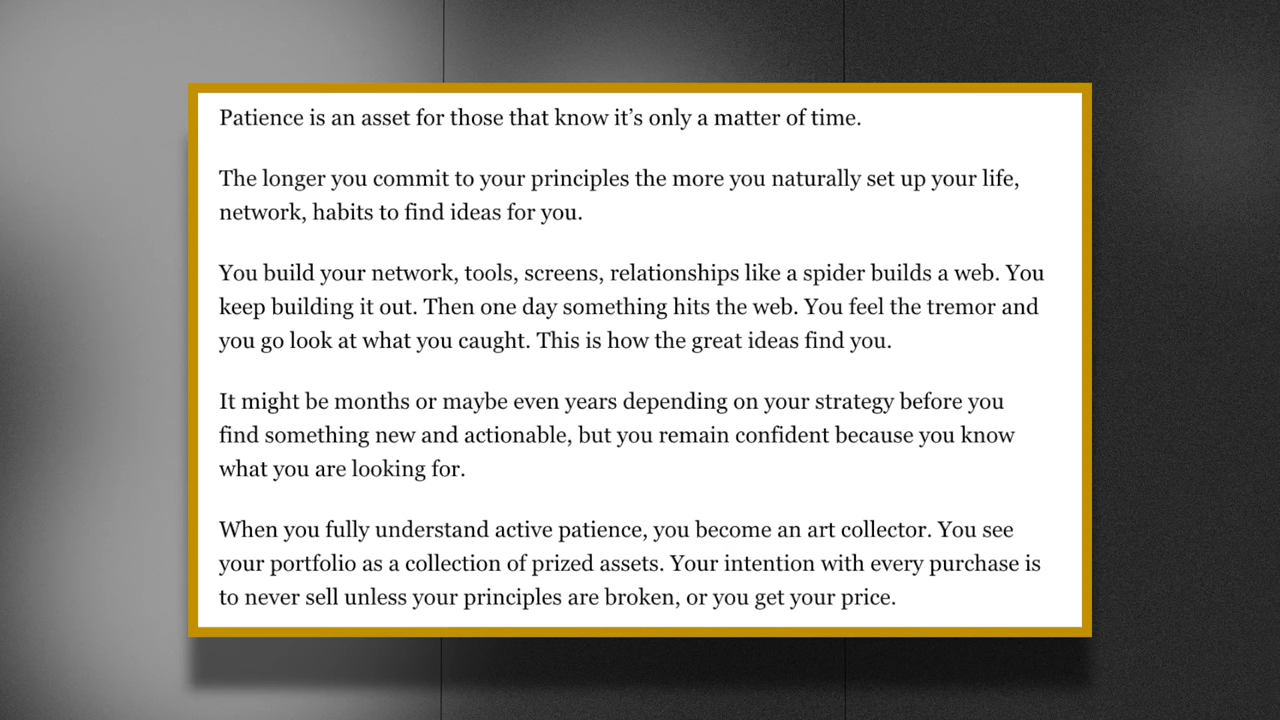 Patience is an asset for those that know it’s only a matter of time.
The longer you commit to your principles the more you naturally set up your life,
network, habits to find ideas for you.
You build your network, tools, screens, relationships like a spider builds a web. You
keep building it out. Then one day something hits the web. You feel the tremor and
you go look at what you caught. This is how the great ideas find you.
It might be months or maybe even years depending on your strategy before you
find something new and actionable, but you remain confident because you know
what you are looking for.
When you fully understand active patience, you become an art collector. You see
your portfolio as a collection of prized assets. Your intention with every purchase is
to never sell unless your principles are broken, or you get your price.